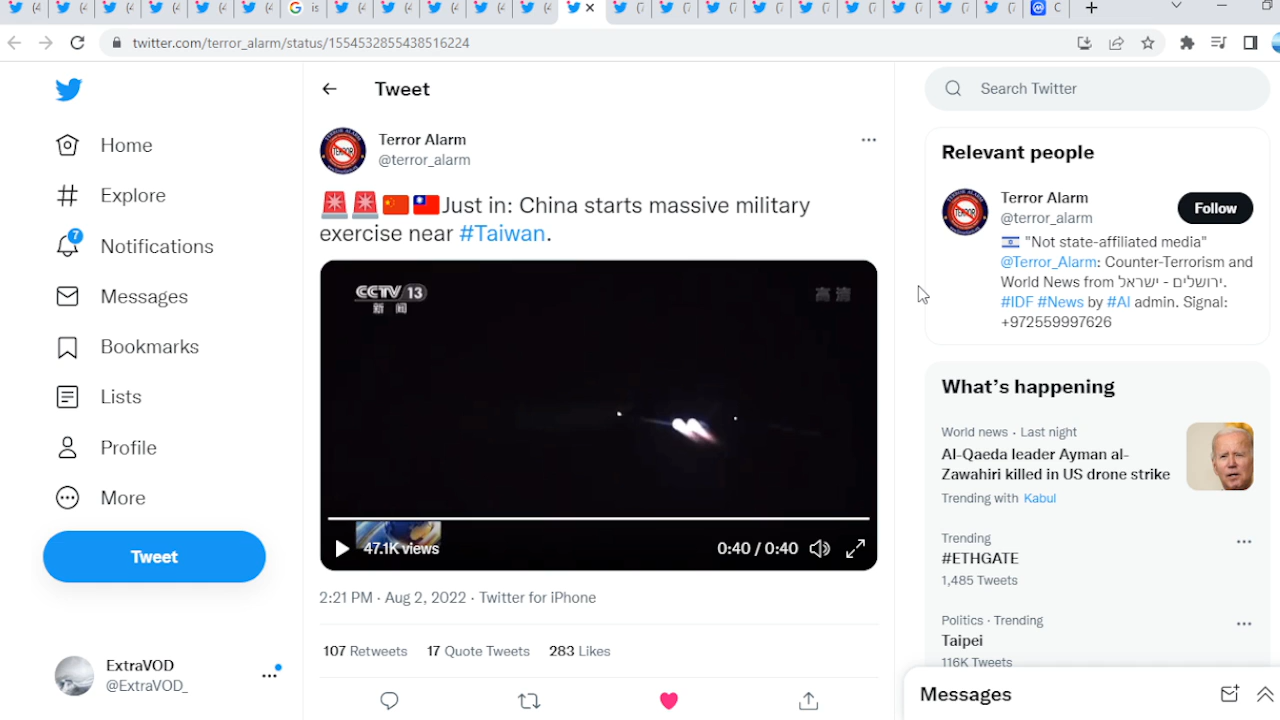 twitter.com/terror_alarm/status/1554532855438516224
Home
Explore
7
Notifications
Messages
Bookmarks
Lists
Profile
More
Tweet
ExtraVOD
@ExtraVOD_
Tweet
TERROR
Terror Alarm
@terror_alarm
Just in: China starts massive military
exercise near #Taiwan.
CCTV 13
新闻
高清
47.1K views
0:40 / 0:40
2:21 PM · Aug 2, 2022 · Twitter for iPhone
107 Retweets 17 Quote Tweets 283 Likes
Search Twitter
Relevant people
TERROR
Terror Alarm
@terror_alarm
Follow
"Not state-affiliated media"
@Terror_Alarm: Counter-Terrorism and
World News from ירושלים - ישראל.
#IDF #News by #AI admin. Signal:
+972559997626
What's happening
World news · Last night
Al-Qaeda leader Ayman al-
Zawahiri killed in US drone strike
Trending with Kabul
Trending
#ETHGATE
1,485 Tweets
Politics · Trending
Taipei
116K Tweets
Messages